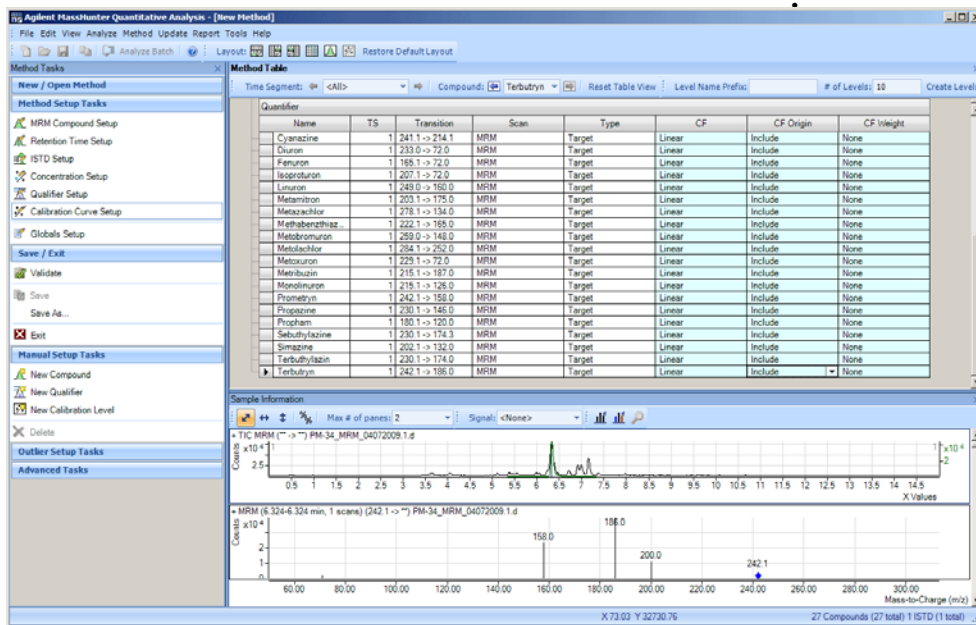 Agilent MassHunter Quantitative Analysis - [New Method]
File Edit View Analyze Method Update Report Tools Help
Analyze Batch Layout: Restore Default Layout
Method Tasks
New / Open Method
Method Setup Tasks
MRM Compound Setup
Retention Time Setup
ISTD Setup
Concentration Setup
Qualifier Setup
Calibration Curve Setup
Globals Setup
Save / Exit
Validate
Save
Save As...
Exit
Manual Setup Tasks
New Compound
New Qualifier
New Calibration Level
Delete
Outlier Setup Tasks
Advanced Tasks
Method Table
Time Segment: <All> Compound: Terbutryn Reset Table View Level Name Prefix: # of Levels: 10 Create Levels
Quantifier
Name TS Transition Scan Type CF CF Origin CF Weight
Cyanazine 1 241.1 -> 214.1 MRM Target Linear Include None
Diuron 1 233.0 -> 72.0 MRM Target Linear Include None
Fenuron 1 165.1 -> 72.0 MRM Target Linear Include None
Isoproturon 1 207.1 -> 72.0 MRM Target Linear Include None
Linuron 1 249.0 -> 160.0 MRM Target Linear Include None
Metamitron 1 203.1 -> 175.0 MRM Target Linear Include None
Metazachlor 1 278.1 -> 134.0 MRM Target Linear Include None
Methabenzthiaz... 1 222.1 -> 165.0 MRM Target Linear Include None
Metobromuron 1 259.0 -> 148.0 MRM Target Linear Include None
Metolachlor 1 284.1 -> 252.0 MRM Target Linear Include None
Metoxuron 1 229.1 -> 72.0 MRM Target Linear Include None
Metribuzin 1 215.1 -> 187.0 MRM Target Linear Include None
Monolinuron 1 215.1 -> 126.0 MRM Target Linear Include None
Prometryn 1 242.1 -> 158.0 MRM Target Linear Include None
Propazine 1 230.1 -> 146.0 MRM Target Linear Include None
Propham 1 180.1 -> 120.0 MRM Target Linear Include None
Sebuthylazine 1 230.1 -> 174.3 MRM Target Linear Include None
Simazine 1 202.1 -> 132.0 MRM Target Linear Include None
Terbuthylazin 1 230.1 -> 174.0 MRM Target Linear Include None
Terbutryn 1 242.1 -> 186.0 MRM Target Linear Include None
Sample Information
Max # of panes: 2 Signal: <None>
+ TIC MRM (** -> **) PM-34_MRM_04072009.1.d
Counts
x10 4 1 1 x10 4
2.5 2
0.5 1 1.5 2 2.5 3 3.5 4 4.5 5 5.5 6 6.5 7 7.5 8 8.5 9 9.5 10 10.5 11 11.5 12 12.5 13 13.5 14 14.5
X Values
+ MRM (6.324-6.324 min, 1 scans) (242.1 -> **) PM-34_MRM_04072009.1.d
Counts
x10 4
186.0
158.0
2
200.0
1
242.1
0
60.00 80.00 100.00 120.00 140.00 160.00 180.00 200.00 220.00 240.00 260.00 280.00 300.00
Mass-to-Charge (m/z)
X 73.03 Y 32730.76 27 Compounds (27 total) 1 ISTD (1 total)